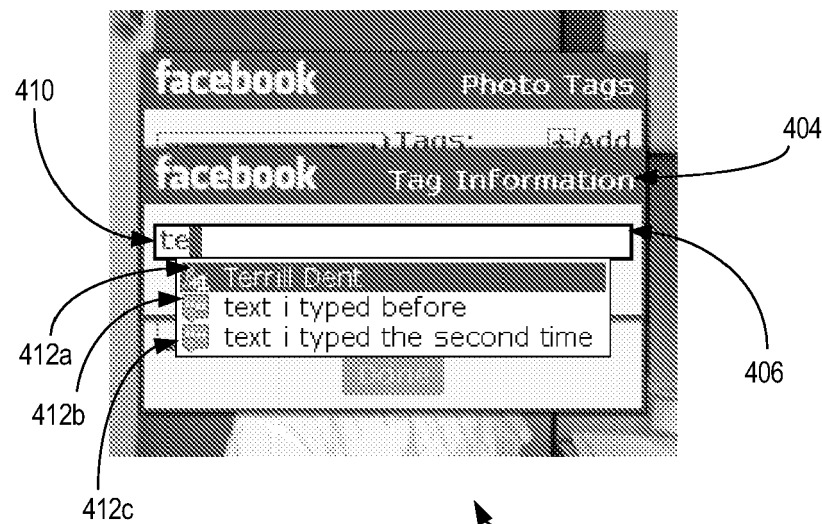 facebook Photo Tags
Tags: +Add
410
404
facebook Tag Information
te
Terrill Dent
text i typed before
text i typed the second time
412a
406
412b
412c